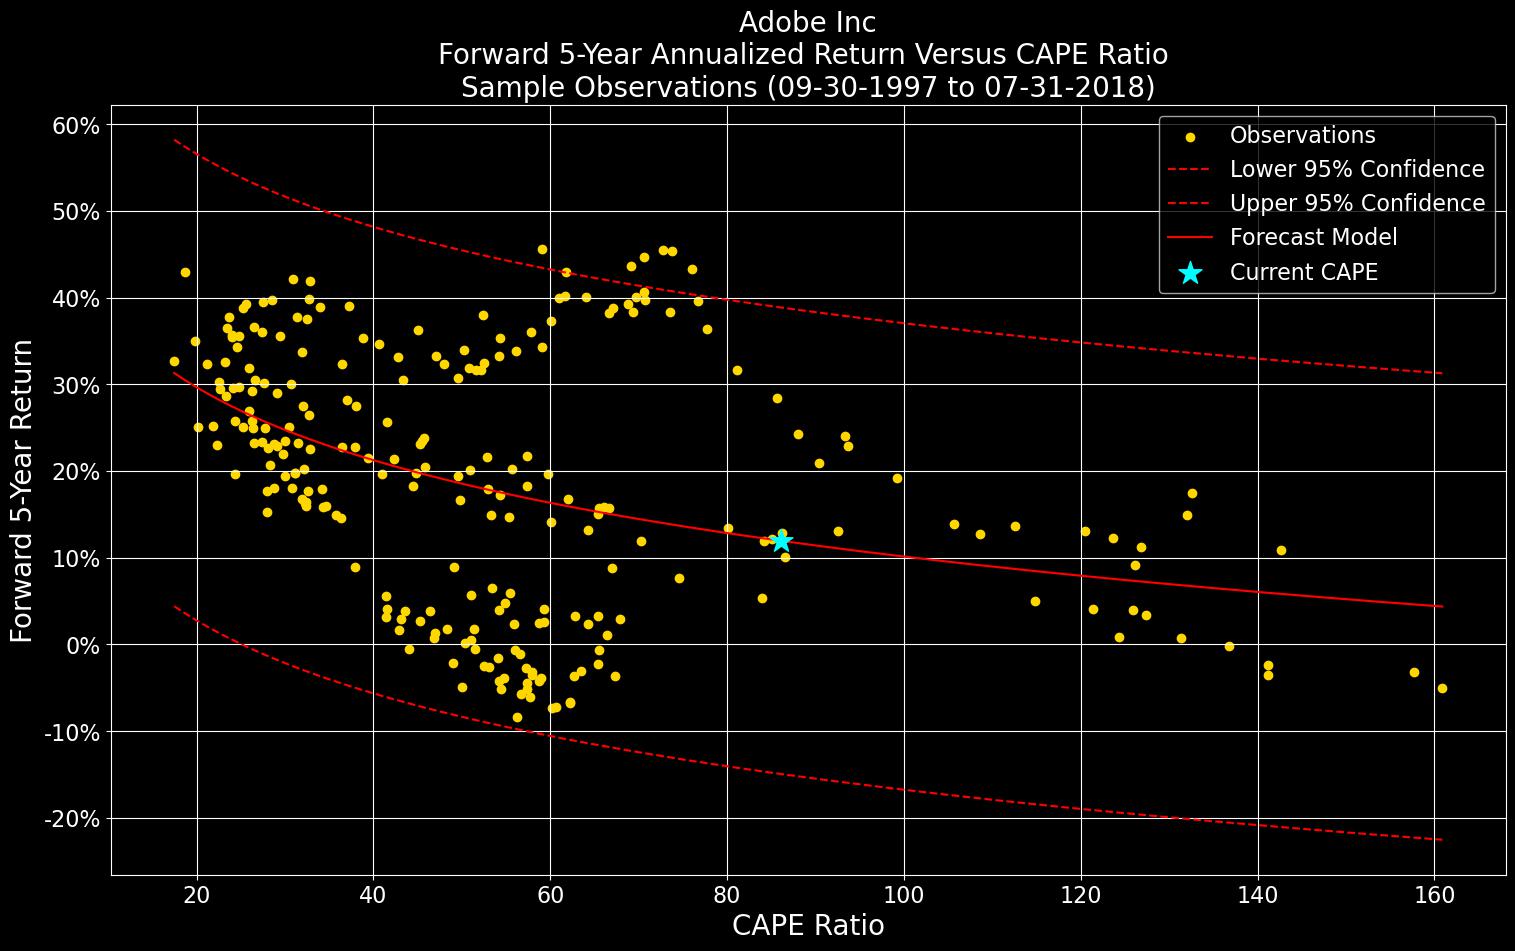 Adobe Inc
Forward 5-Year Annualized Return Versus CAPE Ratio
Sample Observations (09-30-1997 to 07-31-2018)
Observations
Lower 95% Confidence
Upper 95% Confidence
Forecast Model
Current CAPE
Forward 5-Year Return
60%
50%
40%
30%
20%
10%
0%
-10%
-20%
20 40 60 80 100 120 140 160
CAPE Ratio